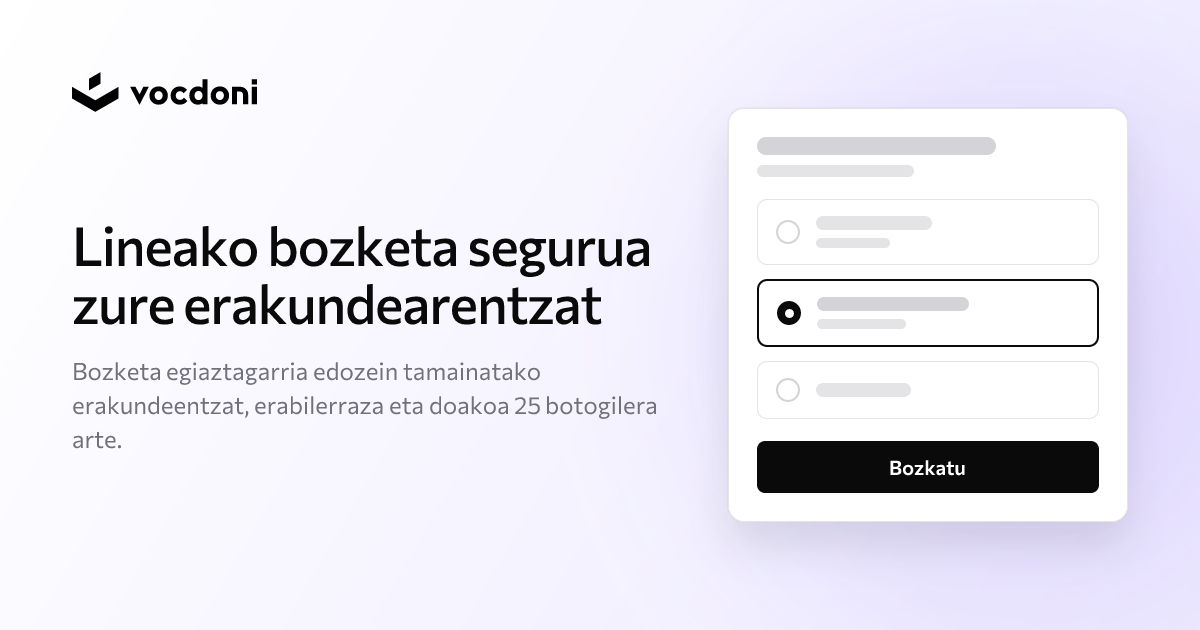 vocdoni
Lineako bozketa segurua
zure erakundearentzat
Bozketa egiaztagarria edozein tamainatako
erakundeentzat, erabilerraza eta doakoa 25 botogilera
arte.
Bozkatu